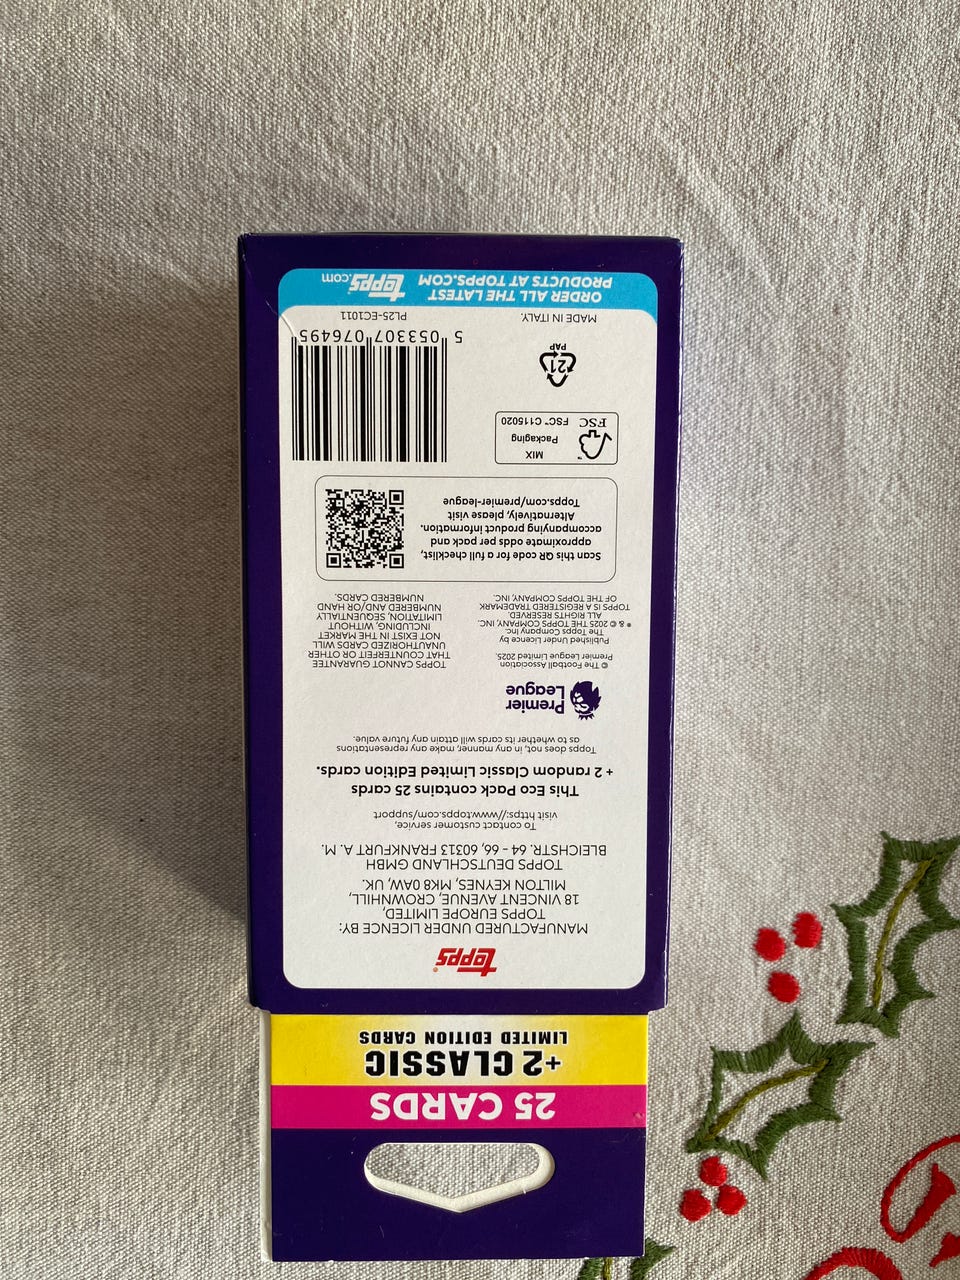 25 CARDS
+2 CLASSIC
LIMITED EDITION CARDS
topps®
MANUFACTURED UNDER LICENCE BY:
TOPPS EUROPE LIMITED,
18 VINCENT AVENUE, CROWNHILL,
MILTON KEYNES, MK8 0AW, UK.
TOPPS DEUTSCHLAND GMBH
BLEICHSTR. 64 - 66, 60313 FRANKFURT A. M.
To contact customer service,
visit https://www.topps.com/support
This Eco Pack contains 25 cards
+ 2 random Classic Limited Edition cards.
Topps does not, in any manner, make any representations
as to whether its cards will attain any future value.
Premier
League
© The Football Association
Premier League Limited 2025.
Published Under Licence by
The Topps Company Inc.
® & © 2025 THE TOPPS COMPANY, INC.
ALL RIGHTS RESERVED.
TOPPS IS A REGISTERED TRADEMARK
OF THE TOPPS COMPANY, INC.
TOPPS CANNOT GUARANTEE
THAT COUNTERFEIT OR OTHER
UNAUTHORIZED CARDS WILL
NOT EXIST IN THE MARKET
INCLUDING, WITHOUT
LIMITATION, SEQUENTIALLY
NUMBERED AND/OR HAND
NUMBERED CARDS.
Scan this QR code for a full checklist,
approximate odds per pack and
accompanying product information.
Alternatively, please visit
Topps.com/premier-league
FSC
MIX
Packaging
FSC™ C115020
21
PAP
5 053307 076495
MADE IN ITALY.
PL25-EC1011
ORDER ALL THE LATEST
PRODUCTS AT TOPPS.COM
topps.com